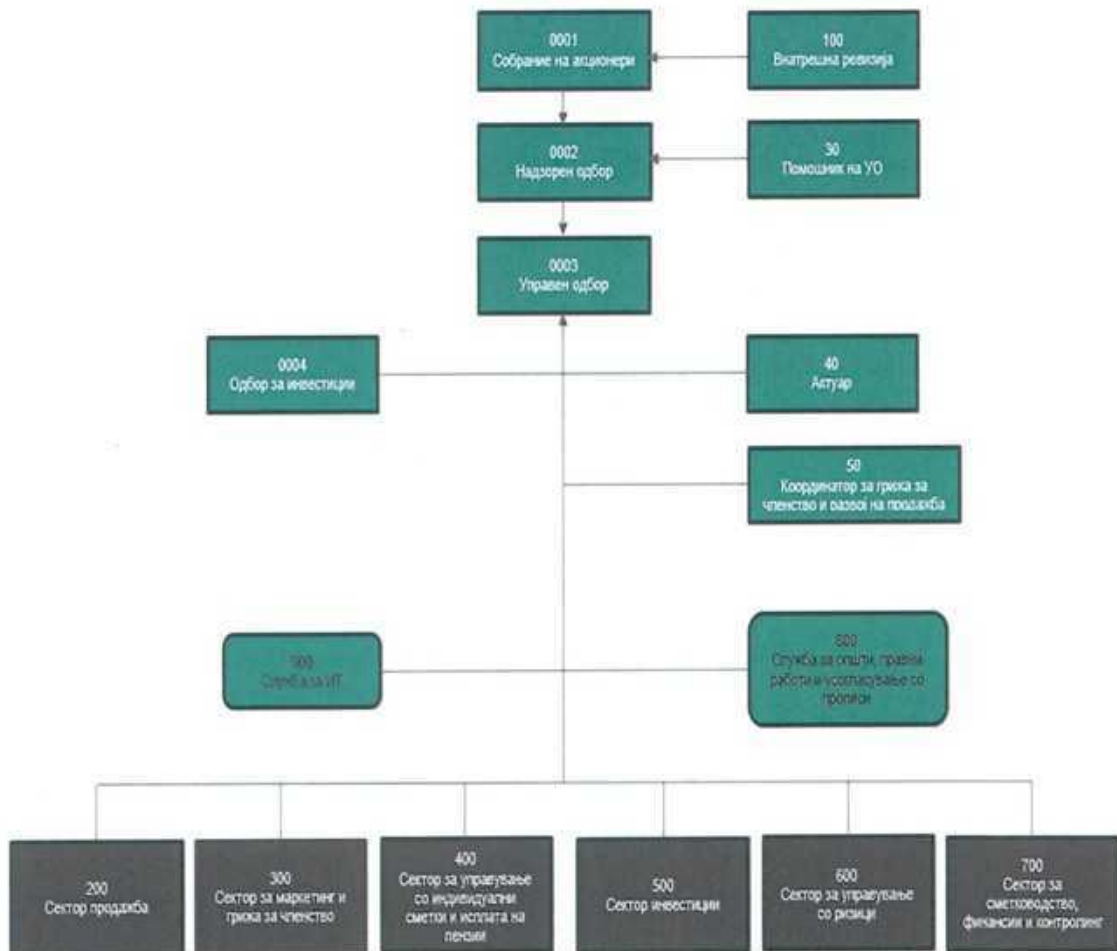 0001
Собрание на акционери
100
Внатрешна ревизија
0002
Надзорен одбор
30
Помошник на УО
0003
Управен одбор
0004
Одбор за инвестиции
40
Актуар
50
Координатор за грижа за
членство и развој на продажба
900
Служба за ИТ
800
Служба за општи, правни
работи и усогласување со
прописи
200
Сектор продажба
300
Сектор за маркетинг и
грижа за членство
400
Сектор за управување
со индивидуални
сметки и исплата на
пензии
500
Сектор инвестиции
600
Сектор за управување
со ризици
700
Сектор за
сметководство,
финансии и контролинг